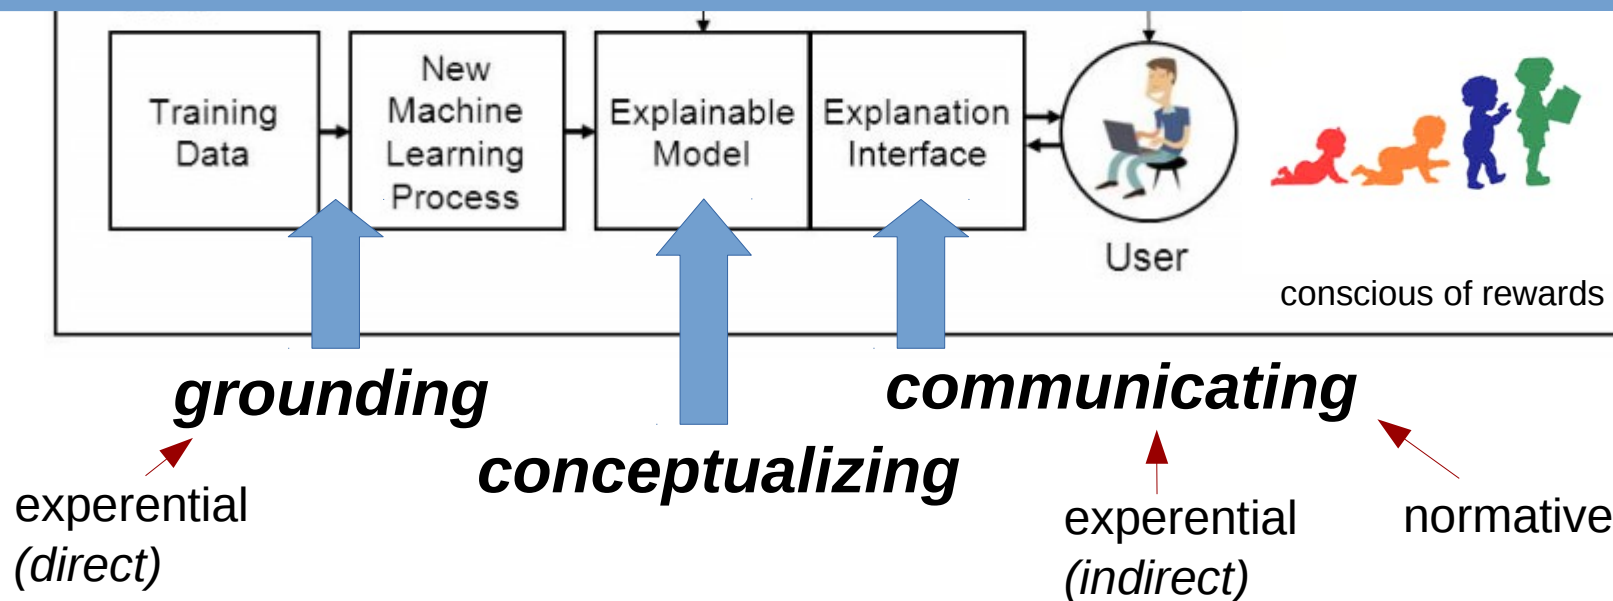 Training
Data
New
Machine
Learning
Process
Explainable
Model
Explanation
Interface
User
conscious of rewards
grounding
conceptualizing
communicating
experential
(direct)
experential
(indirect)
normative